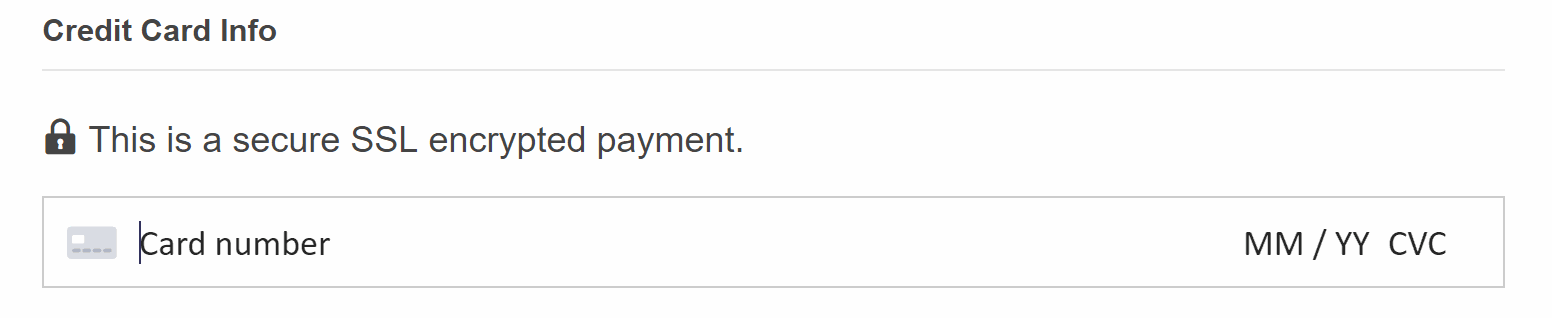 Credit Card Info
This is a secure SSL encrypted payment.
Card number MM / YY CVC